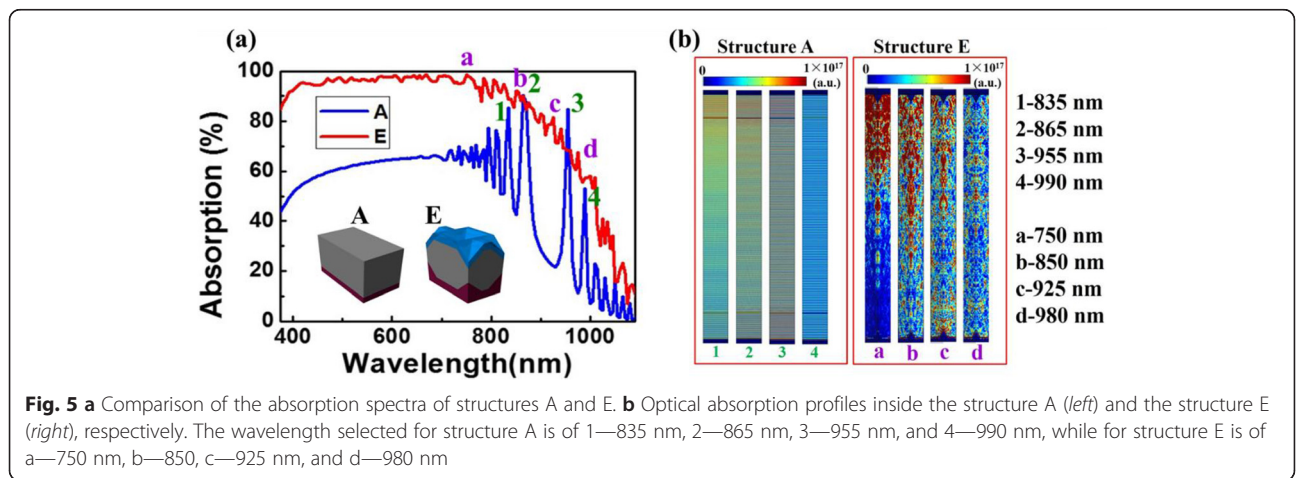 (a)
100
80
60
40
20
0
Absorption (%)
400
600
800
1000
Wavelength(nm)
A
E
a
b
2
c
3
1
d
4
A
E
(b)
Structure A
Structure E
0
1×10¹⁷
(a.u.)
0
1×10¹⁷
(a.u.)
1
2
3
4
a
b
c
d
1-835 nm
2-865 nm
3-955 nm
4-990 nm
a-750 nm
b-850 nm
c-925 nm
d-980 nm
Fig. 5 a Comparison of the absorption spectra of structures A and E. b Optical absorption profiles inside the structure A (left) and the structure E
(right), respectively. The wavelength selected for structure A is of 1—835 nm, 2—865 nm, 3—955 nm, and 4—990 nm, while for structure E is of
a—750 nm, b—850, c—925 nm, and d—980 nm